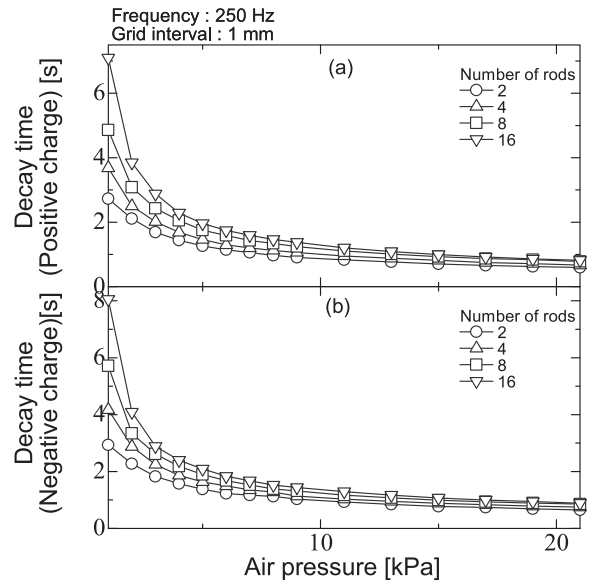 Frequency : 250 Hz
Grid interval : 1 mm
(a)
Number of rods
2
4
8
16
Decay time
(Positive charge) [s]
6
4
2
0
(b)
Number of rods
2
4
8
16
Decay time
(Negative charge)[s]
8
6
4
2
0
10
20
Air pressure [kPa]